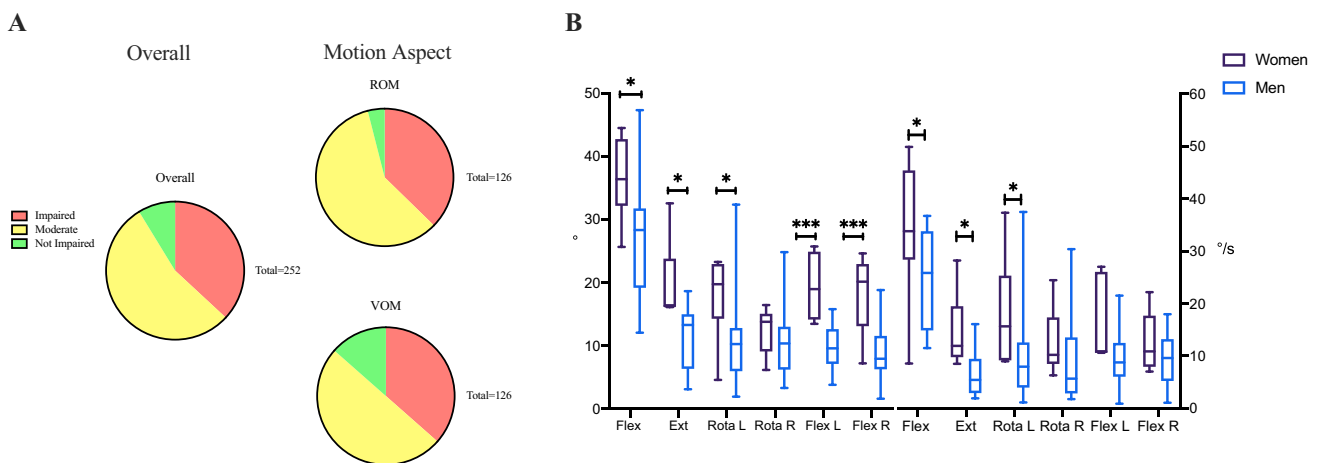 A
Overall
Motion Aspect
ROM
Total=126
Overall
Impaired
Moderate
Not Impaired
Total=252
VOM
Total=126
B
Women
Men
50
40
30
20
10
0
°
* * * *** *** * * *
60
50
40
30
20
10
0
°/s
Flex Ext Rota L Rota R Flex L Flex R Flex Ext Rota L Rota R Flex L Flex R